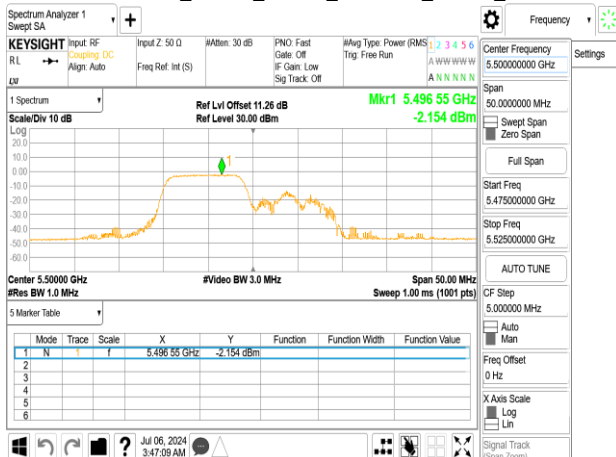 Spectrum Analyzer 1
Swept SA
Frequency
Settings
KEYSIGHT
RL
Input: RF
Coupling: DC
Align: Auto
Input Z: 50 Ω
Freq Ref: Int (S)
#Atten: 30 dB
PNO: Fast
Gate: Off
IF Gain: Low
Sig Track: Off
#Avg Type: Power (RMS
Trig: Free Run
1 2 3 4 5 6
A W W W W W
A N N N N N
1 Spectrum
Scale/Div 10 dB
Ref Lvl Offset 11.26 dB
Ref Level 30.00 dBm
Mkr1 5.496 55 GHz
-2.154 dBm
Log
20.0
10.0
0.00
-10.0
-20.0
-30.0
-40.0
-50.0
-60.0
1
Center 5.50000 GHz
#Video BW 3.0 MHz
Span 50.00 MHz
#Res BW 1.0 MHz
Sweep 1.00 ms (1001 pts)
5 Marker Table
Mode Trace Scale X Y Function Function Width Function Value
1 N 1 f 5.496 55 GHz -2.154 dBm
2
3
4
5
6
Jul 06, 2024
3:47:09 AM
Center Frequency
5.500000000 GHz
Span
50.0000000 MHz
Swept Span
Zero Span
Full Span
Start Freq
5.475000000 GHz
Stop Freq
5.525000000 GHz
AUTO TUNE
CF Step
5.000000 MHz
Auto
Man
Freq Offset
0 Hz
X Axis Scale
Log
Lin
Signal Track
(Span Zoom)